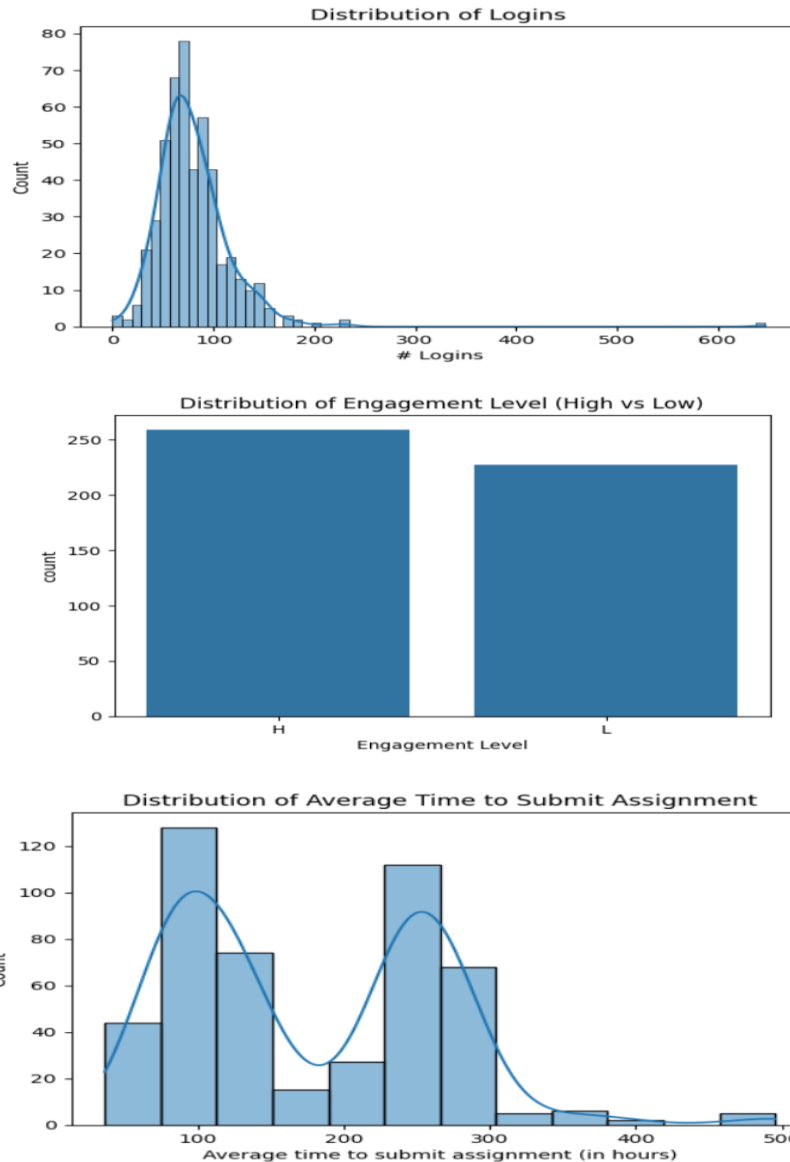 Distribution of Logins
80
70
60
50
40
30
20
10
0
Count
0 100 200 300 400 500 600
# Logins
Distribution of Engagement Level (High vs Low)
250
200
150
100
50
0
count
H L
Engagement Level
Distribution of Average Time to Submit Assignment
120
100
80
60
40
20
0
100 200 300 400
Average time to submit assignment (in hours)